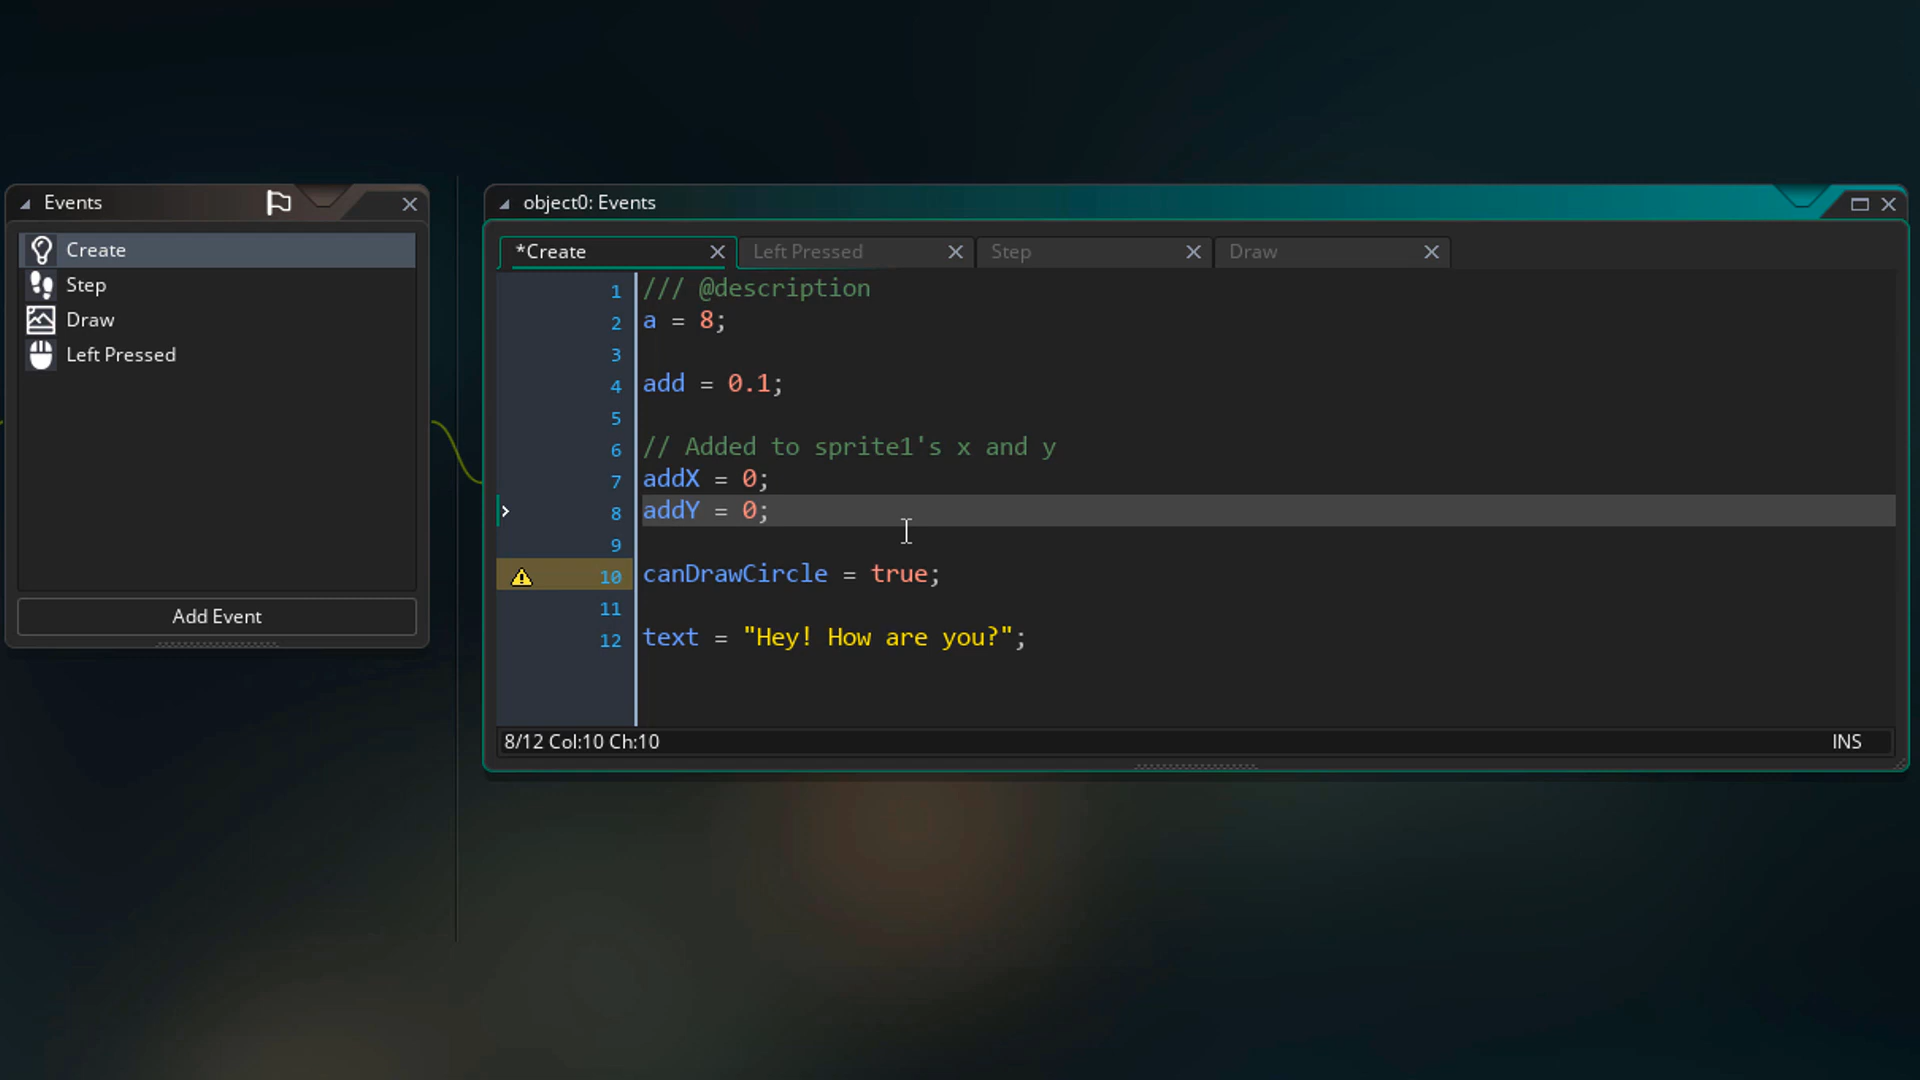 Events
Create
Step
Draw
Left Pressed
Add Event
object0: Events
*Create
Left Pressed
Step
Draw
1 /// @description
2 a = 8;
3
4 add = 0.1;
5
6 // Added to sprite1's x and y
7 addX = 0;
8 addY = 0;
9
10 canDrawCircle = true;
11
12 text = "Hey! How are you?";
8/12 Col:10 Ch:10 INS